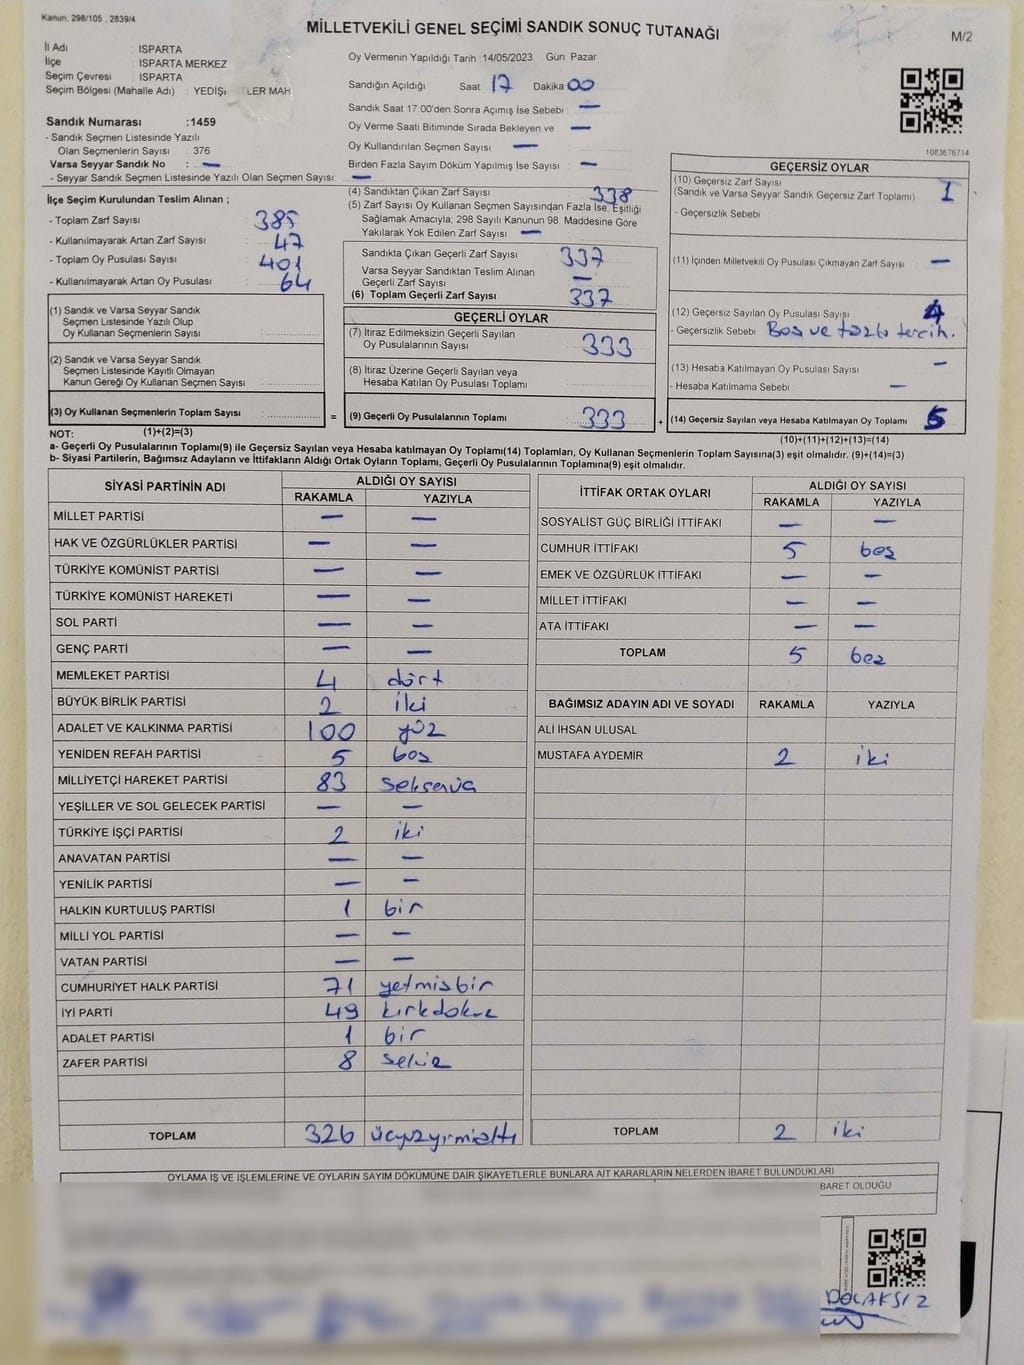 Kanun; 298/105 , 2839/4
MİLLETVEKİLİ GENEL SEÇİMİ SANDIK SONUÇ TUTANAĞI
M/2
İl Adı : ISPARTA
İlçe : ISPARTA MERKEZ
Seçim Çevresi : ISPARTA
Seçim Bölgesi (Mahalle Adı) : YEDİŞ LER MAH
Sandık Numarası :1459
- Sandık Seçmen Listesinde Yazılı
Olan Seçmenlerin Sayısı : 376
Varsa Seyyar Sandık No : —
- Seyyar Sandık Seçmen Listesinde Yazılı Olan Seçmen Sayısı: —
Oy Vermenin Yapıldığı Tarih :14/05/2023 Gün: Pazar
Sandığın Açıldığı Saat 17 Dakika 00
Sandık Saat 17:00'den Sonra Açımış İse Sebebi : —
Oy Verme Saati Bitiminde Sırada Bekleyen ve —
Oy Kullandırılan Seçmen Sayısı —
Birden Fazla Sayım Döküm Yapılmış İse Sayısı : —
1083676714
İlçe Seçim Kurulundan Teslim Alınan ;
- Toplam Zarf Sayısı 385
- Kullanılmayarak Artan Zarf Sayısı : 47
- Toplam Oy Pusulası Sayısı : 401
- Kullanılmayarak Artan Oy Pusulası : 64
(1) Sandık ve Varsa Seyyar Sandık
Seçmen Listesinde Yazılı Olup
Oy Kullanan Seçmenlerin Sayısı :
(2) Sandık ve Varsa Seyyar Sandık
Seçmen Listesinde Kayıtlı Olmayan
Kanun Gereği Oy Kullanan Seçmen Sayısı :
(3) Oy Kullanan Seçmenlerin Toplam Sayısı :
(1)+(2)=(3)
(4) Sandıktan Çıkan Zarf Sayısı 338
(5) Zarf Sayısı Oy Kullanan Seçmen Sayısından Fazla İse, Eşitliği
Sağlamak Amacıyla, 298 Sayılı Kanunun 98. Maddesine Göre
Yakılarak Yok Edilen Zarf Sayısı : —
Sandıkta Çıkan Geçerli Zarf Sayısı : 337
Varsa Seyyar Sandıktan Teslim Alınan
Geçerli Zarf Sayısı : —
(6) Toplam Geçerli Zarf Sayısı : 337
GEÇERLİ OYLAR
(7) İtiraz Edilmeksizin Geçerli Sayılan
Oy Pusulalarının Sayısı : 333
(8) İtiraz Üzerine Geçerli Sayılan veya
Hesaba Katılan Oy Pusulası Toplamı :
= (9) Geçerli Oy Pusulalarının Toplamı : 333 +
GEÇERSİZ OYLAR
(10) Geçersiz Zarf Sayısı
(Sandık ve Varsa Seyyar Sandık Geçersiz Zarf Toplamı) : 1
- Geçersizlik Sebebi :
(11) İçinden Milletvekili Oy Pusulası Çıkmayan Zarf Sayısı : —
(12) Geçersiz Sayılan Oy Pusulası Sayısı : 4
- Geçersizlik Sebebi : Boş ve fazla tercih.
(13) Hesaba Katılmayan Oy Pusulası Sayısı : —
- Hesaba Katılmama Sebebi : —
(14) Geçersiz Sayılan veya Hesaba Katılmayan Oy Toplamı : 5
(10)+(11)+(12)+(13)=(14)
NOT:
a- Geçerli Oy Pusulalarının Toplamı(9) ile Geçersiz Sayılan veya Hesaba katılmayan Oy Toplamı(14) Toplamları, Oy Kullanan Seçmenlerin Toplam Sayısına(3) eşit olmalıdır. (9)+(14)=(3)
b- Siyasi Partilerin, Bağımsız Adayların ve İttifakların Aldığı Ortak Oyların Toplamı, Geçerli Oy Pusulalarının Toplamına(9) eşit olmalıdır.
SİYASİ PARTİNİN ADI ALDIĞI OY SAYISI
RAKAMLA YAZIYLA
MİLLET PARTİSİ — —
HAK VE ÖZGÜRLÜKLER PARTİSİ — —
TÜRKİYE KOMÜNİST PARTİSİ — —
TÜRKİYE KOMÜNİST HAREKETİ — —
SOL PARTİ — —
GENÇ PARTİ — —
MEMLEKET PARTİSİ 4 dört
BÜYÜK BİRLİK PARTİSİ 2 iki
ADALET VE KALKINMA PARTİSİ 100 yüz
YENİDEN REFAH PARTİSİ 5 beş
MİLLİYETÇİ HAREKET PARTİSİ 83 seksenüç
YEŞİLLER VE SOL GELECEK PARTİSİ — —
TÜRKİYE İŞÇİ PARTİSİ 2 iki
ANAVATAN PARTİSİ — —
YENİLİK PARTİSİ — —
HALKIN KURTULUŞ PARTİSİ 1 bir
MİLLİ YOL PARTİSİ — —
VATAN PARTİSİ — —
CUMHURİYET HALK PARTİSİ 71 yetmisbir
İYİ PARTİ 49 kırkdokuz
ADALET PARTİSİ 1 bir
ZAFER PARTİSİ 8 sekiz
TOPLAM 326 üçyüzyirmialtı
İTTİFAK ORTAK OYLARI ALDIĞI OY SAYISI
RAKAMLA YAZIYLA
SOSYALİST GÜÇ BİRLİĞİ İTTİFAKI — —
CUMHUR İTTİFAKI 5 beş
EMEK VE ÖZGÜRLÜK İTTİFAKI — —
MİLLET İTTİFAKI — —
ATA İTTİFAKI — —
TOPLAM 5 beş
BAĞIMSIZ ADAYIN ADI VE SOYADI RAKAMLA YAZIYLA
ALİ İHSAN ULUSAL
MUSTAFA AYDEMİR 2 iki
TOPLAM 2 iki
OYLAMA İŞ VE İŞLEMLERİNE VE OYLARIN SAYIM DÖKÜMÜNE DAİR ŞİKAYETLERLE BUNLARA AİT KARARLARIN NELERDEN İBARET BULUNDUKLARI
BARET OLDUĞU